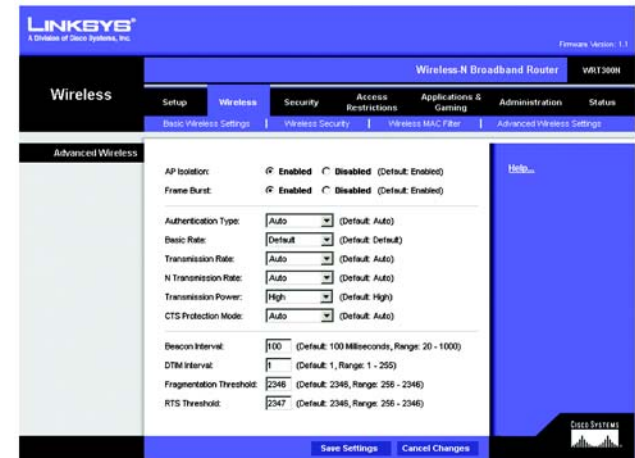 LINKSYS®
A Division of Cisco Systems, Inc.
Firmware Version: 1.1
Wireless-N Broadband Router WRT300N
Wireless
Setup Wireless Security Access Restrictions Applications & Gaming Administration Status
Basic Wireless Settings | Wireless Security | Wireless MAC Filter | Advanced Wireless Settings
Advanced Wireless
Help...
AP Isolation: Enabled Disabled (Default: Enabled)
Frame Burst: Enabled Disabled (Default: Enabled)
Authentication Type: Auto (Default: Auto)
Basic Rate: Default (Default: Default)
Transmission Rate: Auto (Default: Auto)
N Transmission Rate: Auto (Default: Auto)
Transmission Power: High (Default: High)
CTS Protection Mode: Auto (Default: Auto)
Beacon Interval: 100 (Default: 100 Milliseconds, Range: 20 - 1000)
DTIM Interval: 1 (Default: 1, Range: 1 - 255)
Fragmentation Threshold: 2346 (Default: 2346, Range: 256 - 2346)
RTS Threshold: 2347 (Default: 2346, Range: 256 - 2346)
Save Settings Cancel Changes
CISCO SYSTEMS